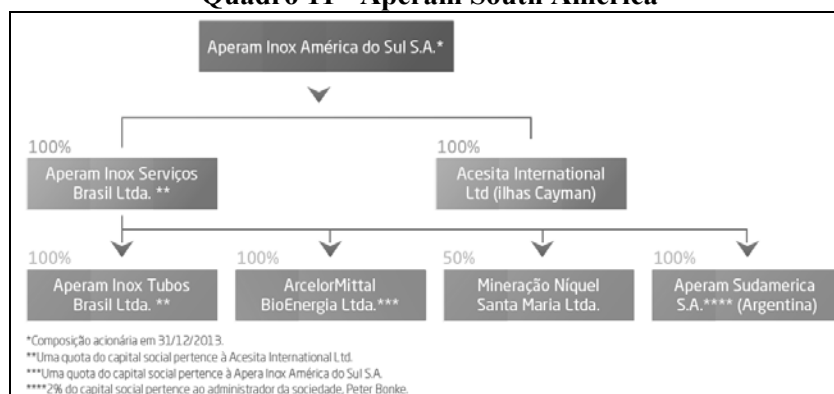 Quadro 11 - Aperam South America
Aperam Inox América do Sul S.A.*
100%
Aperam Inox Serviços
Brasil Ltda. **
100%
Acesita International
Ltd (ilhas Cayman)
100%
Aperam Inox Tubos
Brasil Ltda. **
100%
ArcelorMittal
BioEnergia Ltda.***
50%
Mineração Níquel
Santa Maria Ltda.
100%
Aperam Sudamerica
S.A.**** (Argentina)
*Composição acionária em 31/12/2013.
**Uma quota do capital social pertence à Acesita International Ltd.
***Uma quota do capital social pertence à Apera Inox América do Sul S.A.
****2% do capital social pertence ao administrador da sociedade, Peter Bonke.